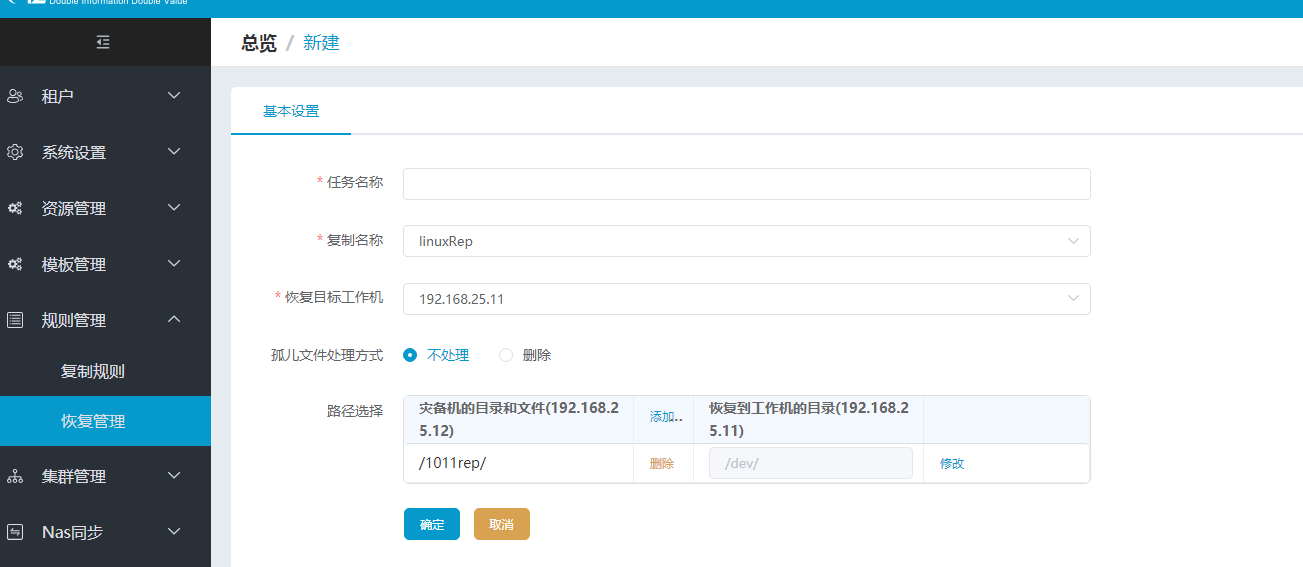 Double Information Double Value
总览 / 新建
租户
系统设置
资源管理
模板管理
规则管理
复制规则
恢复管理
集群管理
Nas同步
基本设置
* 任务名称
* 复制名称
linuxRep
* 恢复目标工作机
192.168.25.11
孤儿文件处理方式
不处理
删除
路径选择
灾备机的目录和文件(192.168.2
5.12)
添加..
恢复到工作机的目录(192.168.2
5.11)
/1011rep/
删除
/dev/
修改
确定
取消